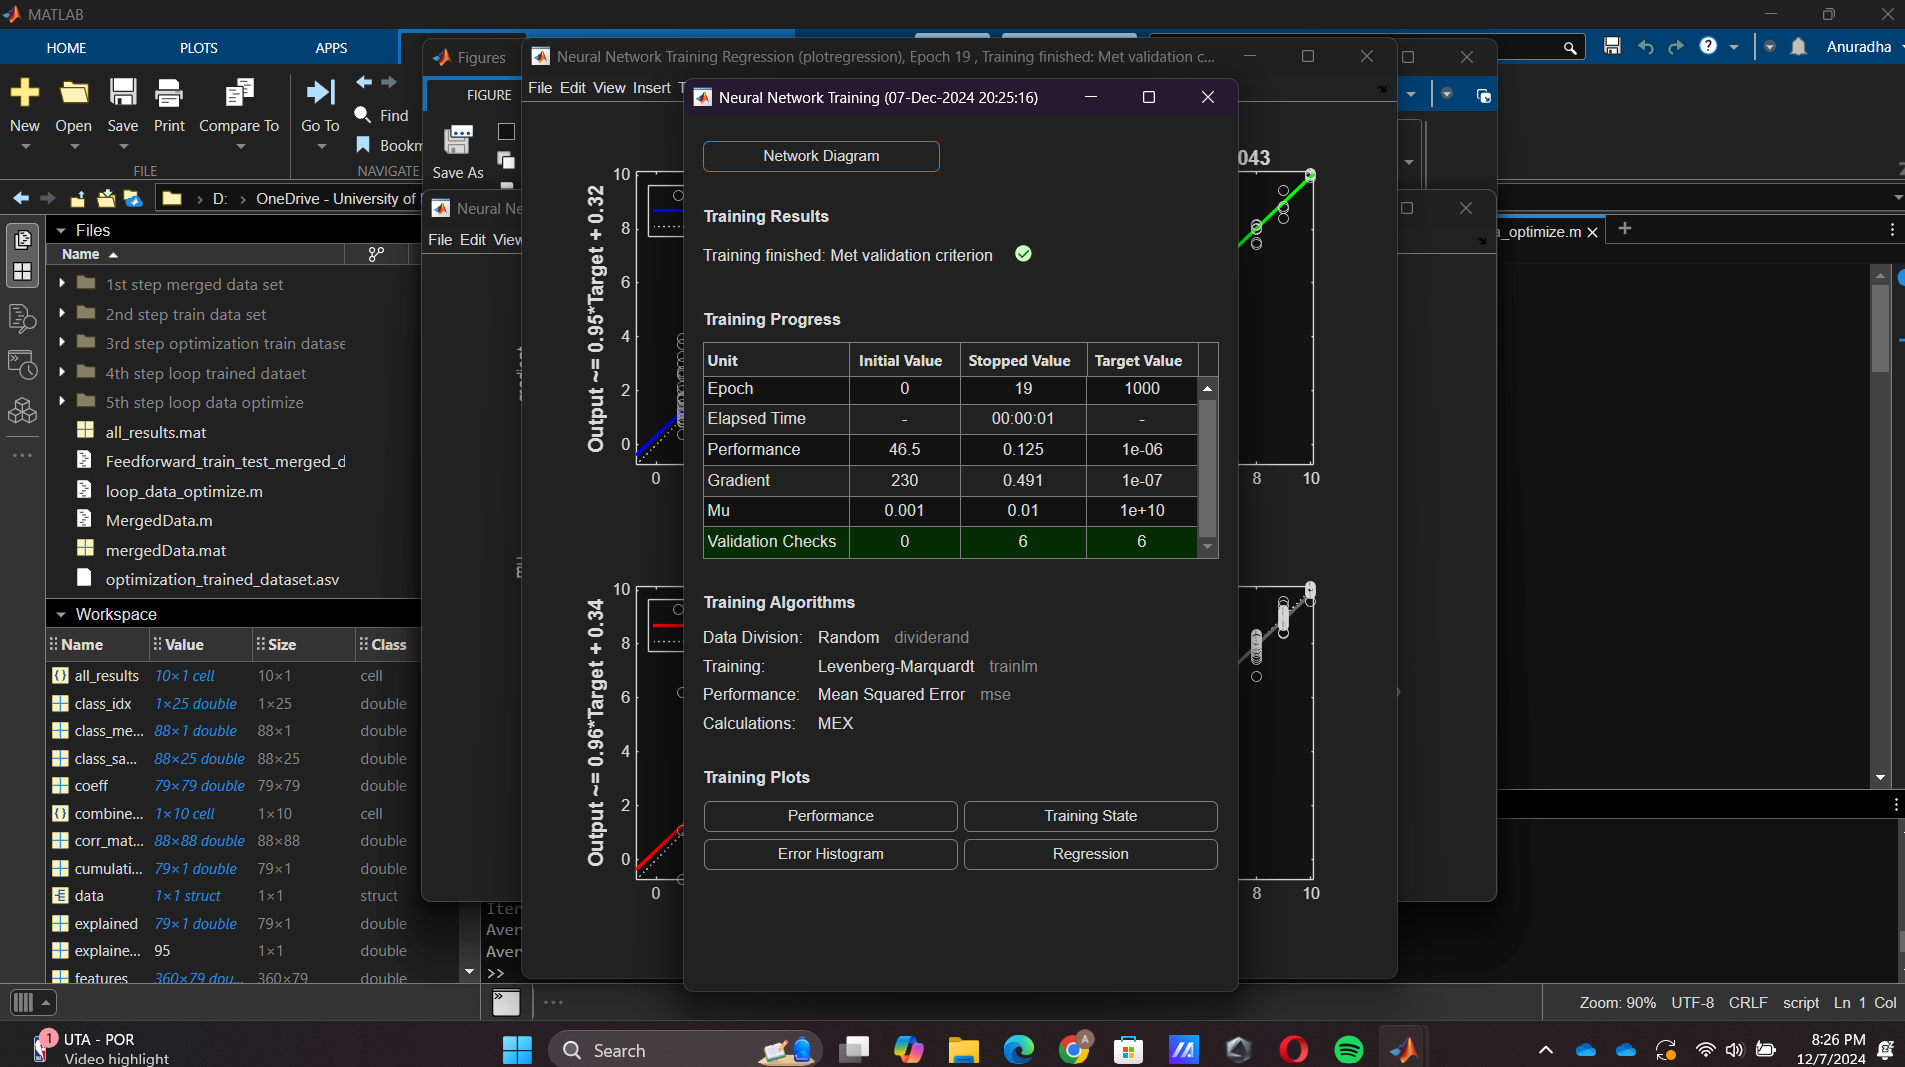 MATLAB
HOME PLOTS APPS
Anuradha
New Open Save Print Compare To Go To Find
Bookm
FILE NAVIGATE
D: OneDrive - University of
Files
Name
1st step merged data set
2nd step train data set
3rd step optimization train datase
4th step loop trained dataet
5th step loop data optimize
all_results.mat
Feedforward_train_test_merged_d
loop_data_optimize.m
MergedData.m
mergedData.mat
optimization_trained_dataset.asv
Workspace
Name Value Size Class
all_results 10×1 cell 10×1 cell
class_idx 1×25 double 1×25 double
class_me... 88×1 double 88×1 double
class_sa... 88×25 double 88×25 double
coeff 79×79 double 79×79 double
combine... 1×10 cell 1×10 cell
corr_mat... 88×88 double 88×88 double
cumulati... 79×1 double 79×1 double
data 1×1 struct 1×1 struct
explained 79×1 double 79×1 double
explaine... 95 1×1 double
features 360×79 dou... 360×79 double
Figures
FIGURE
Save As
Neural Ne
File Edit View
Neural Network Training Regression (plotregression), Epoch 19 , Training finished: Met validation c...
File Edit View Insert T
043
Output ~= 0.95*Target + 0.32
10
8
6
4
2
0
0
8 10
Output ~= 0.96*Target + 0.34
10
8
6
4
2
0
0
8 10
Neural Network Training (07-Dec-2024 20:25:16)
Network Diagram
Training Results
Training finished: Met validation criterion
Training Progress
Unit Initial Value Stopped Value Target Value
Epoch 0 19 1000
Elapsed Time - 00:00:01 -
Performance 46.5 0.125 1e-06
Gradient 230 0.491 1e-07
Mu 0.001 0.01 1e+10
Validation Checks 0 6 6
Training Algorithms
Data Division: Random dividerand
Training: Levenberg-Marquardt trainlm
Performance: Mean Squared Error mse
Calculations: MEX
Training Plots
Performance Training State
Error Histogram Regression
a_optimize.m
Iter
Aver
Aver
>>
Zoom: 90% UTF-8 CRLF script Ln 1 Col
1
UTA - POR
Video highlight
Search
A
8:26 PM
12/7/2024